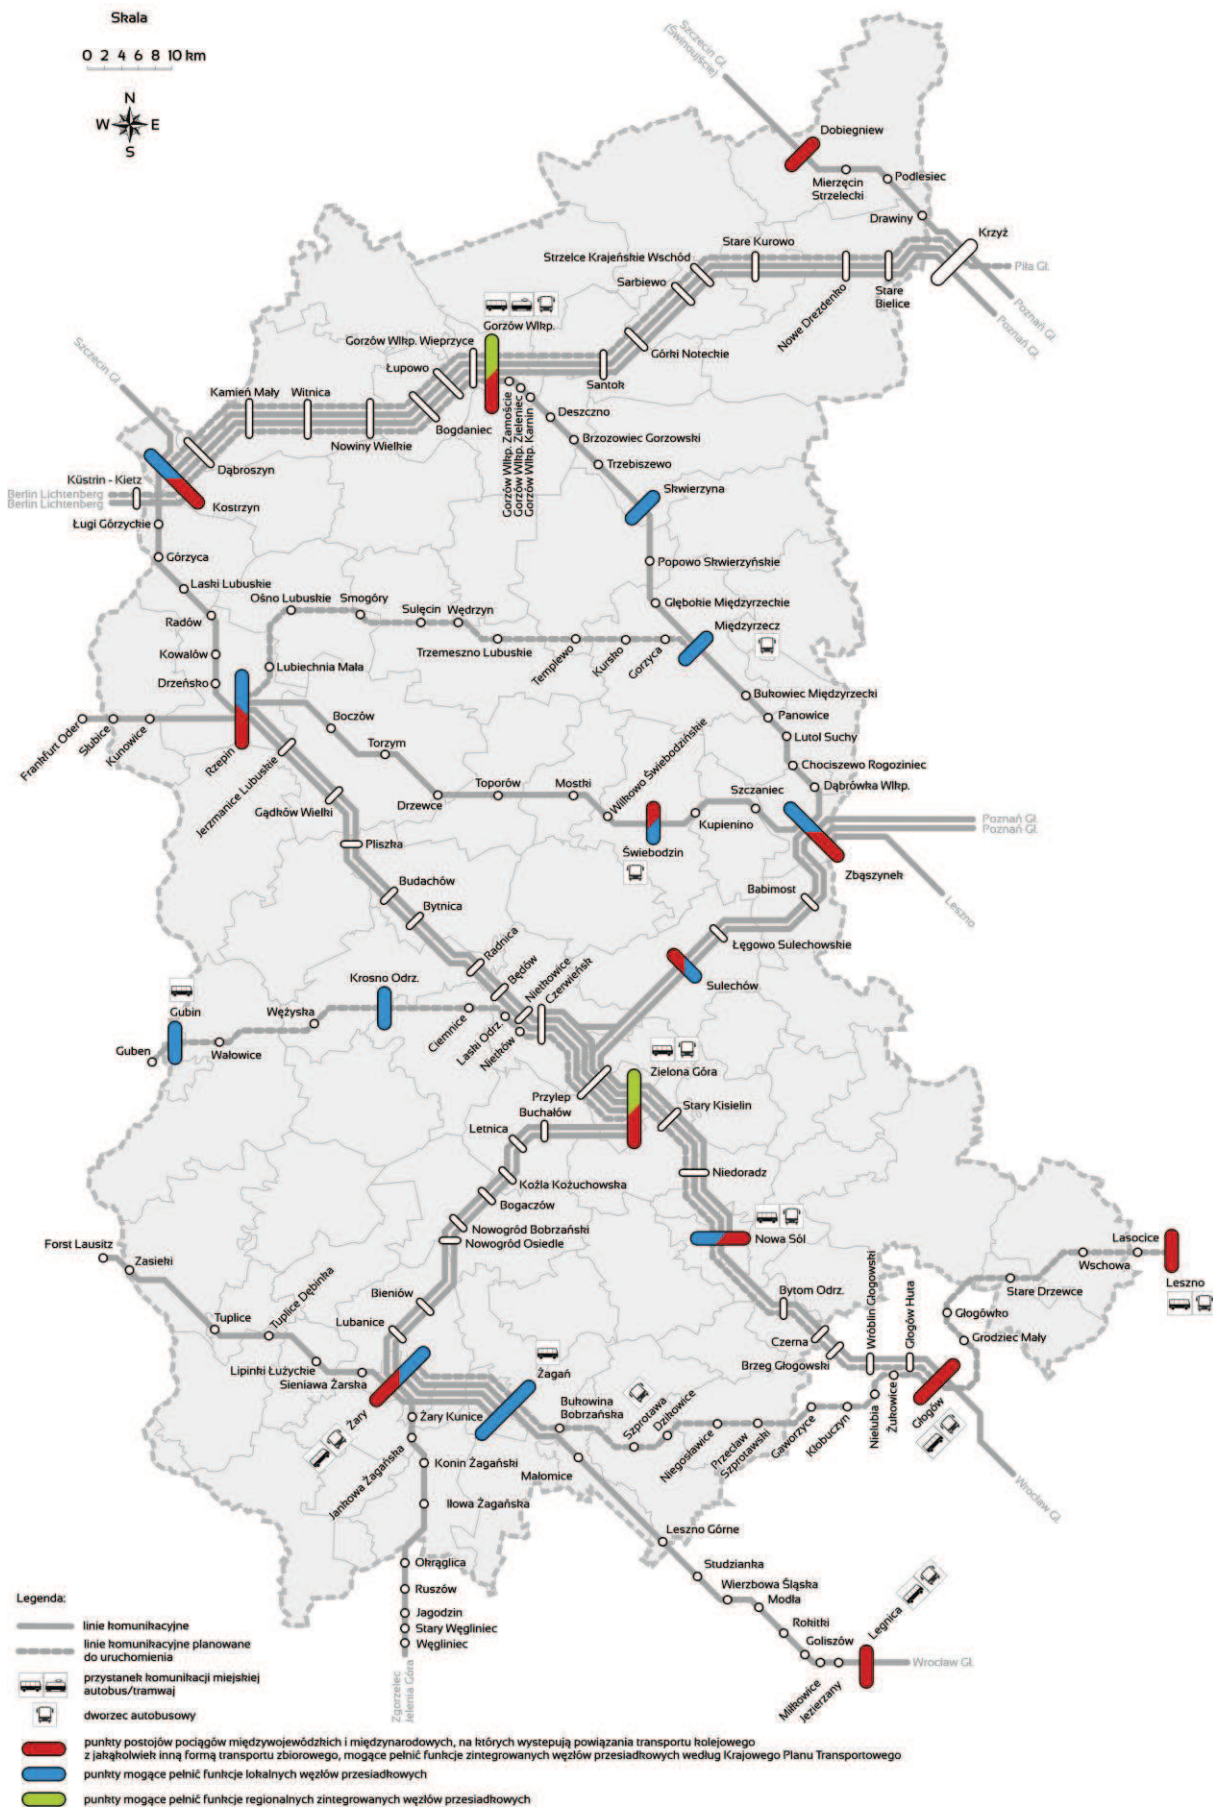 Skala
0 2 4 6 8 10 km
N
W E
S
Szczecin Gł.
(Świnoujście)
Dobiegniew
Mierzęcin
Strzelecki
Podlesiec
Drawiny
Krzyż
Piła Gł.
Poznań Gł.
Poznań Gł.
Stare Kurowo
Strzelce Krajeńskie Wschód
Sarbiewo
Nowe Drezdenko
Stare
Bielice
Górki Noteckie
Santok
Gorzów Wlkp.
Gorzów Wlkp. Wieprzyce
Łupowo
Bogdaniec
Szczecin Gł.
Kamień Mały
Witnica
Nowiny Wielkie
Dąbroszyn
Küstrin - Kietz
Berlin Lichtenberg
Berlin Lichtenberg
Kostrzyn
Gorzów Wlkp. Zamoście
Gorzów Wlkp. Zieleniec
Gorzów Wlkp. Karnin
Deszczno
Brzozowiec Gorzowski
Trzebiszewo
Skwierzyna
Popowo Skwierzyńskie
Głębokie Międzyrzeckie
Międzyrzecz
Ługi Górzyckie
Górzyca
Laski Lubuskie
Radów
Kowalów
Drzeńsko
Ośno Lubuskie
Smogóry
Sulęcin
Wędrzyn
Trzemeszno Lubuskie
Templewo
Kursko
Gorzyca
Lubiechnia Mała
Bukowiec Międzyrzecki
Panowice
Lutol Suchy
Chociszewo Rogoziniec
Dąbrówka Wlkp.
Frankfurt Oder
Słubice
Kunowice
Rzepin
Boczów
Torzym
Drzewce
Toporów
Mostki
Wilkowo Świebodzińskie
Świebodzin
Kupienino
Szczaniec
Zbąszynek
Poznań Gł.
Poznań Gł.
Leszno
Jerzmanice Lubuskie
Gądków Wielki
Pliszka
Budachów
Bytnica
Radnica
Będów
Nietkowice
Czerwieńsk
Babimost
Łęgowo Sulechowskie
Sulechów
Krosno Odrz.
Gubin
Guben
Wałowice
Wężyska
Ciemnice
Laski Odrz.
Nietków
Zielona Góra
Przylep
Stary Kisielin
Buchałów
Letnica
Niedoradz
Koźla Kożuchowska
Bogaczów
Nowogród Bobrzański
Nowogród Osiedle
Nowa Sól
Forst Lausitz
Zasieki
Tuplice
Tuplice Dębinka
Lipinki Łużyckie
Sieniawa Żarska
Bieniów
Lubanice
Żary
Żagań
Bytom Odrz.
Czerna
Brzeg Głogowski
Wróblin Głogowski
Głogów Huta
Głogówko
Grodziec Mały
Stare Drzewce
Wschowa
Lasocice
Leszno
Głogów
Wrocław Gł.
Żary Kunice
Jankowa Żagańska
Konin Żagański
Iłowa Żagańska
Okrąglica
Ruszów
Jagodzin
Stary Węgliniec
Węgliniec
Zgorzelec
Jelenia Góra
Bukowina
Bobrzańska
Szprotawa
Dzikowice
Niegosławice
Przecław
Szprotawski
Gaworzyce
Kłobuczyn
Nielubia
Żukowice
Małomice
Leszno Górne
Studzianka
Wierzbowa Śląska
Modła
Rokitki
Goliszów
Miłkowice
Jezierzany
Legnica
Wrocław Gł.
Legenda:
linie komunikacyjne
linie komunikacyjne planowane
do uruchomienia
przystanek komunikacji miejskiej
autobus/tramwaj
dworzec autobusowy
punkty postojów pociągów międzywojewódzkich i międzynarodowych, na których wystepują powiązania transportu kolejowego
z jakąkolwiek inną formą transportu zbiorowego, mogące pełnić funkcje zintegrowanych węzłów przesiadkowych według Krajowego Planu Transportowego
punkty mogące pełnić funkcje lokalnych węzłów przesiadkowych
punkty mogące pełnić funkcje regionalnych zintegrowanych węzłów przesiadkowych